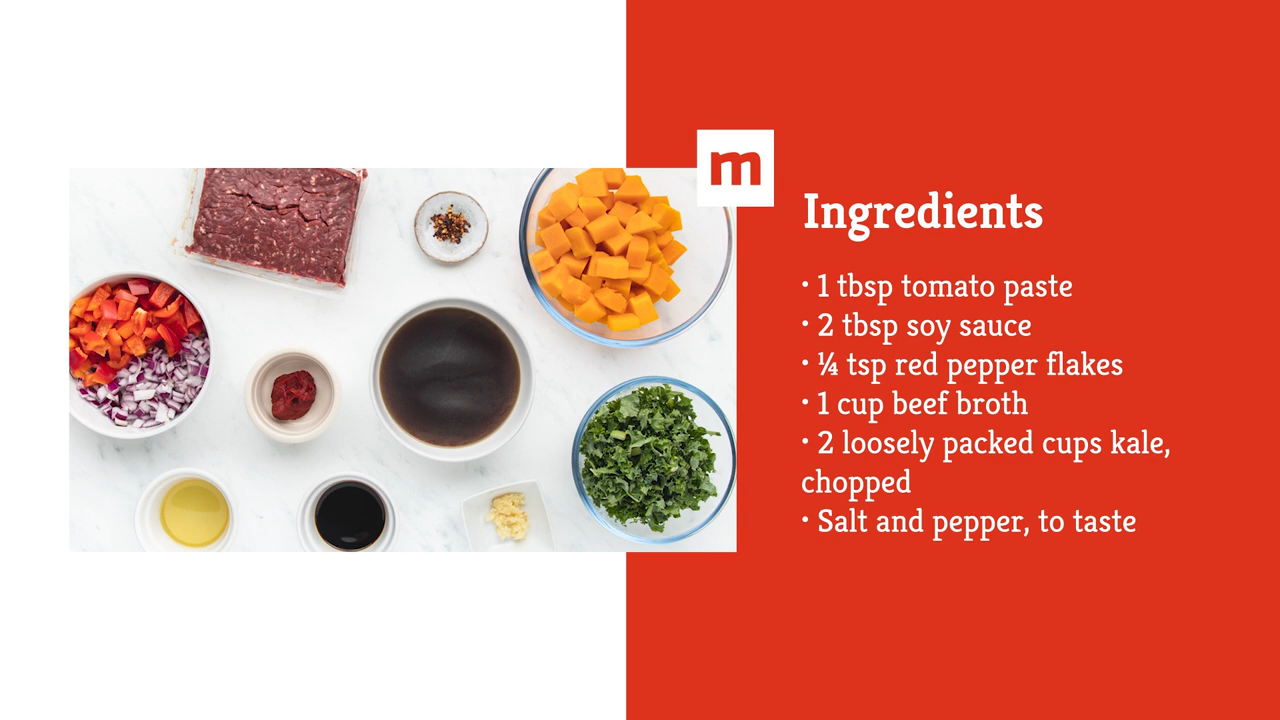 m
Ingredients
• 1 tbsp tomato paste
• 2 tbsp soy sauce
• ¼ tsp red pepper flakes
• 1 cup beef broth
• 2 loosely packed cups kale,
chopped
• Salt and pepper, to taste